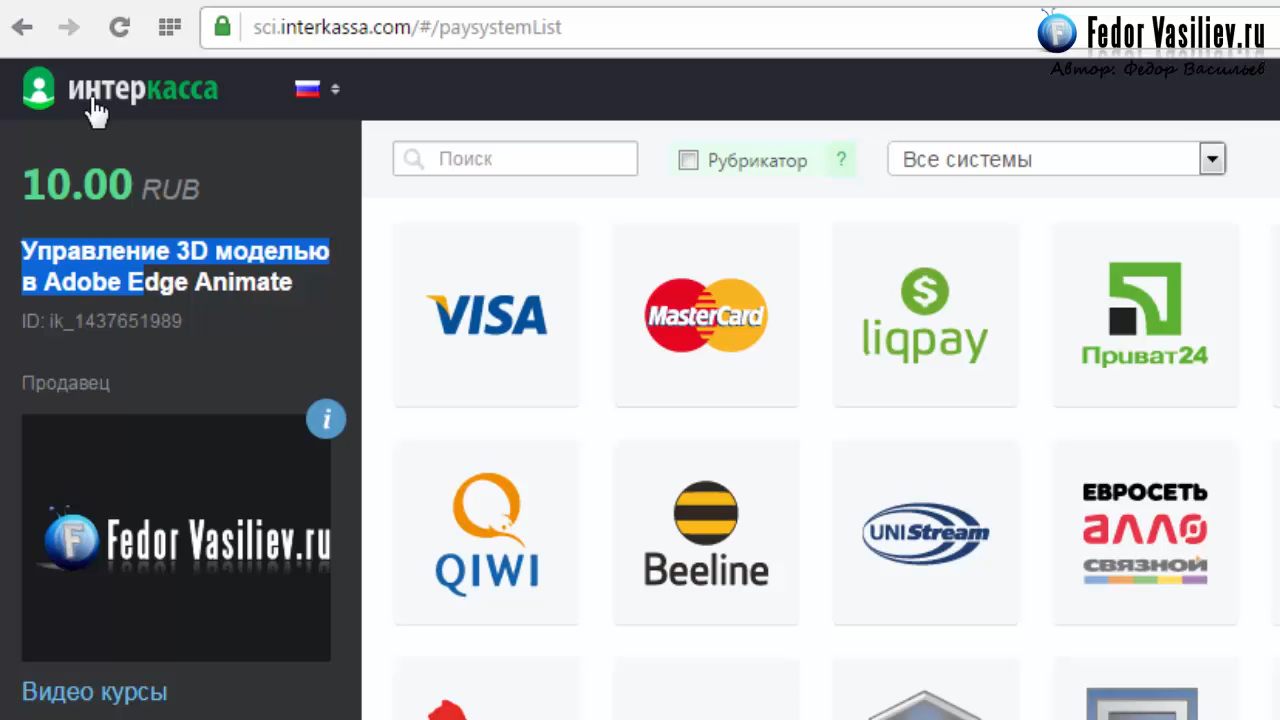 sci.interkassa.com/#/paysystemList
Fedor Vasiliev.ru
Автор: Федор Васильев
интеркасса
10.00 RUB
Управление 3D моделью
в Adobe Edge Animate
ID: ik_1437651989
Продавец
i
Fedor Vasiliev.ru
Видео курсы
Поиск
Рубрикатор ?
Все системы
VISA
MasterCard
$
liqpay
Приват24
QIWI
Beeline
UNIStream
ЕВРОСЕТЬ
алло
СВЯЗНОЙ